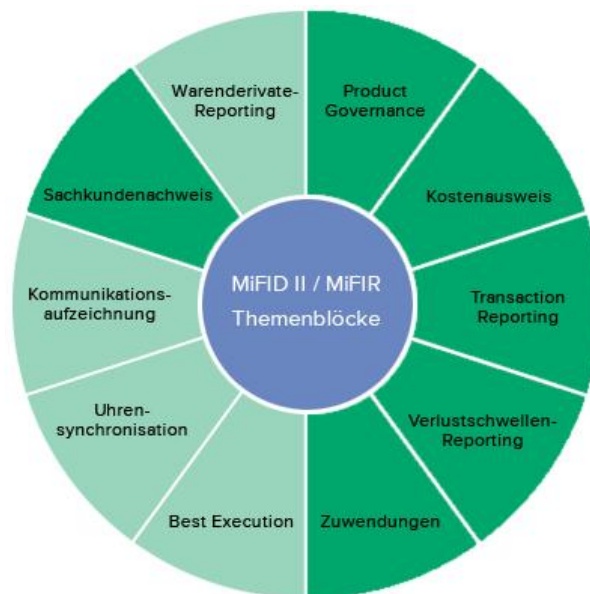 Warenderivate-
Reporting
Product
Governance
Sachkundenachweis
Kostenausweis
MiFID II / MiFIR
Themenblöcke
Kommunikations-
aufzeichnung
Transaction
Reporting
Uhren-
synchronisation
Verlustschwellen-
Reporting
Best Execution
Zuwendungen